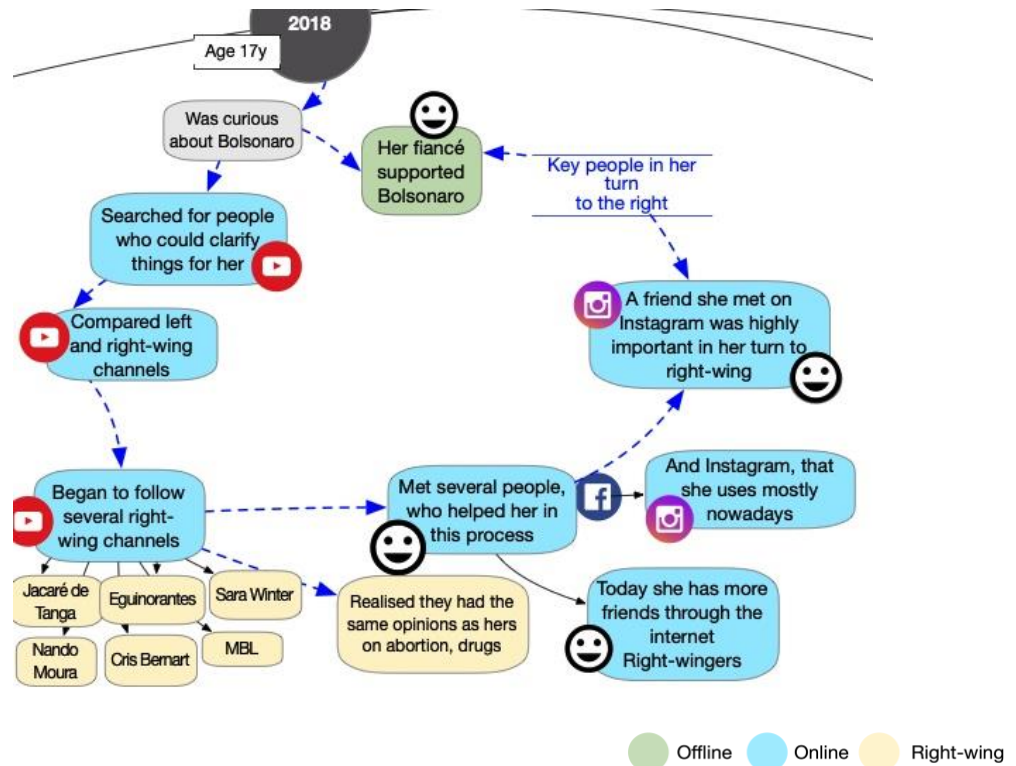 2018
Age 17y
Was curious
about Bolsonaro
Her fiancé
supported
Bolsonaro
Key people in her
turn
to the right
Searched for people
who could clarify
things for her
A friend she met on
Instagram was highly
important in her turn to
right-wing
Compared left
and right-wing
channels
Began to follow
several right-
wing channels
Met several people,
who helped her in
this process
And Instagram, that
she uses mostly
nowadays
Jacaré de
Tanga
Eguinorantes
Sara Winter
Nando
Moura
Cris Bernart
MBL
Realised they had the
same opinions as hers
on abortion, drugs
Today she has more
friends through the
internet
Right-wingers
Offline
Online
Right-wing